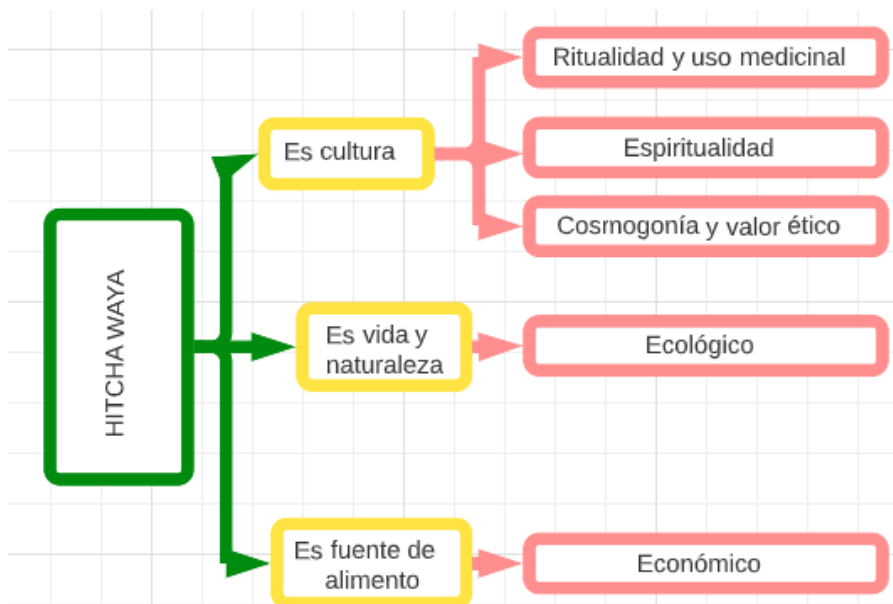 HITCHA WAYA
Es cultura
Ritualidad y uso medicinal
Espiritualidad
Cosmogonía y valor ético
Es vida y
naturaleza
Ecológico
Es fuente de
alimento
Económico